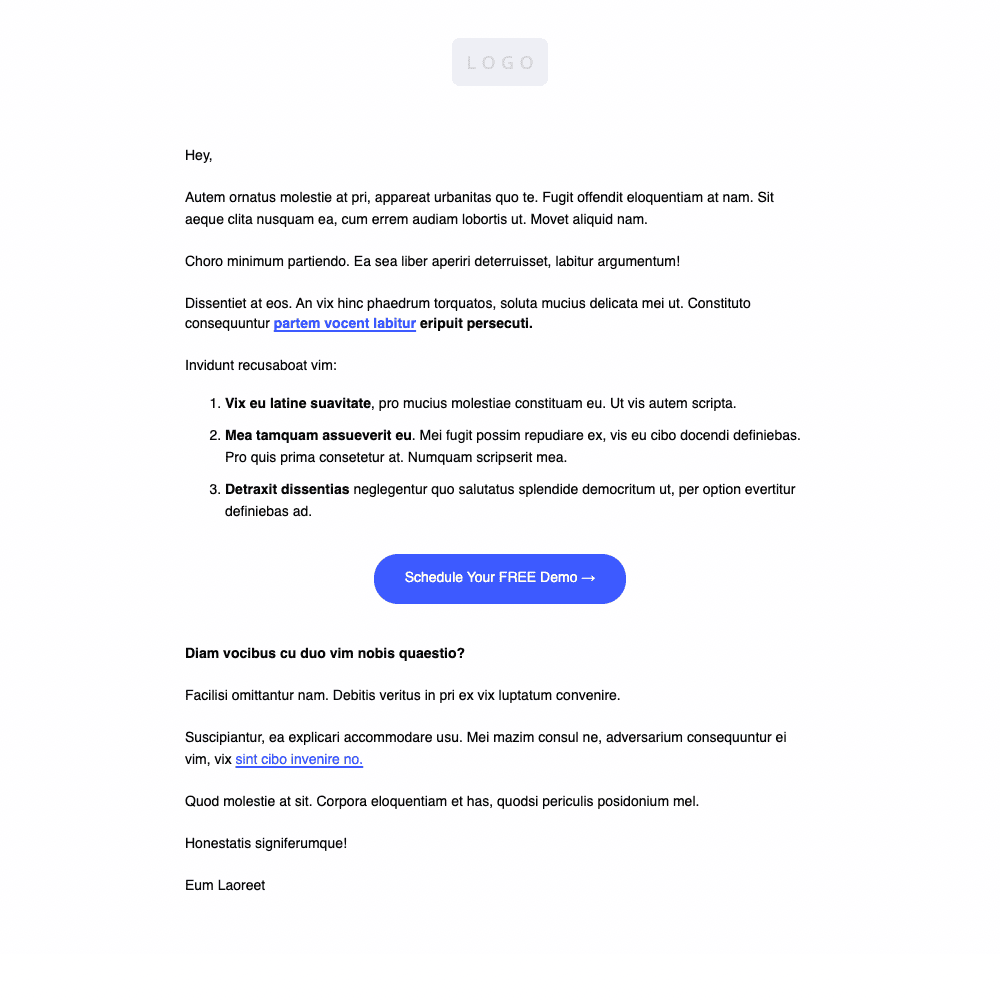 LOGO
Hey,
Autem ornatus molestie at pri, appareat urbanitas quo te. Fugit offendit eloquentiam at nam. Sit
aeque clita nusquam ea, cum errem audiam lobortis ut. Movet aliquid nam.
Choro minimum partiendo. Ea sea liber aperiri deterruisset, labitur argumentum!
Dissentiet at eos. An vix hinc phaedrum torquatos, soluta mucius delicata mei ut. Constituto
consequuntur partem vocent labitur eripuit persecuti.
Invidunt recusaboat vim:
1. Vix eu latine suavitate, pro mucius molestiae constituam eu. Ut vis autem scripta.
2. Mea tamquam assueverit eu. Mei fugit possim repudiare ex, vis eu cibo docendi definiebas.
Pro quis prima consetetur at. Numquam scripserit mea.
3. Detraxit dissentias neglegentur quo salutatus splendide democritum ut, per option evertitur
definiebas ad.
Schedule Your FREE Demo →
Diam vocibus cu duo vim nobis quaestio?
Facilisi omittantur nam. Debitis veritus in pri ex vix luptatum convenire.
Suscipiantur, ea explicari accommodare usu. Mei mazim consul ne, adversarium consequuntur ei
vim, vix sint cibo invenire no.
Quod molestie at sit. Corpora eloquentiam et has, quodsi periculis posidonium mel.
Honestatis signiferumque!
Eum Laoreet